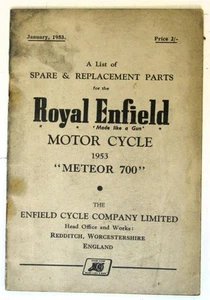 January, 1953. Price 2/-
A List of
SPARE & REPLACEMENT PARTS
for the
Royal Enfield
'Made like a Gun'
MOTOR CYCLE
1953
"METEOR 700"
THE
ENFIELD CYCLE COMPANY LIMITED
Head Office and Works:
REDDITCH, WORCESTERSHIRE
ENGLAND